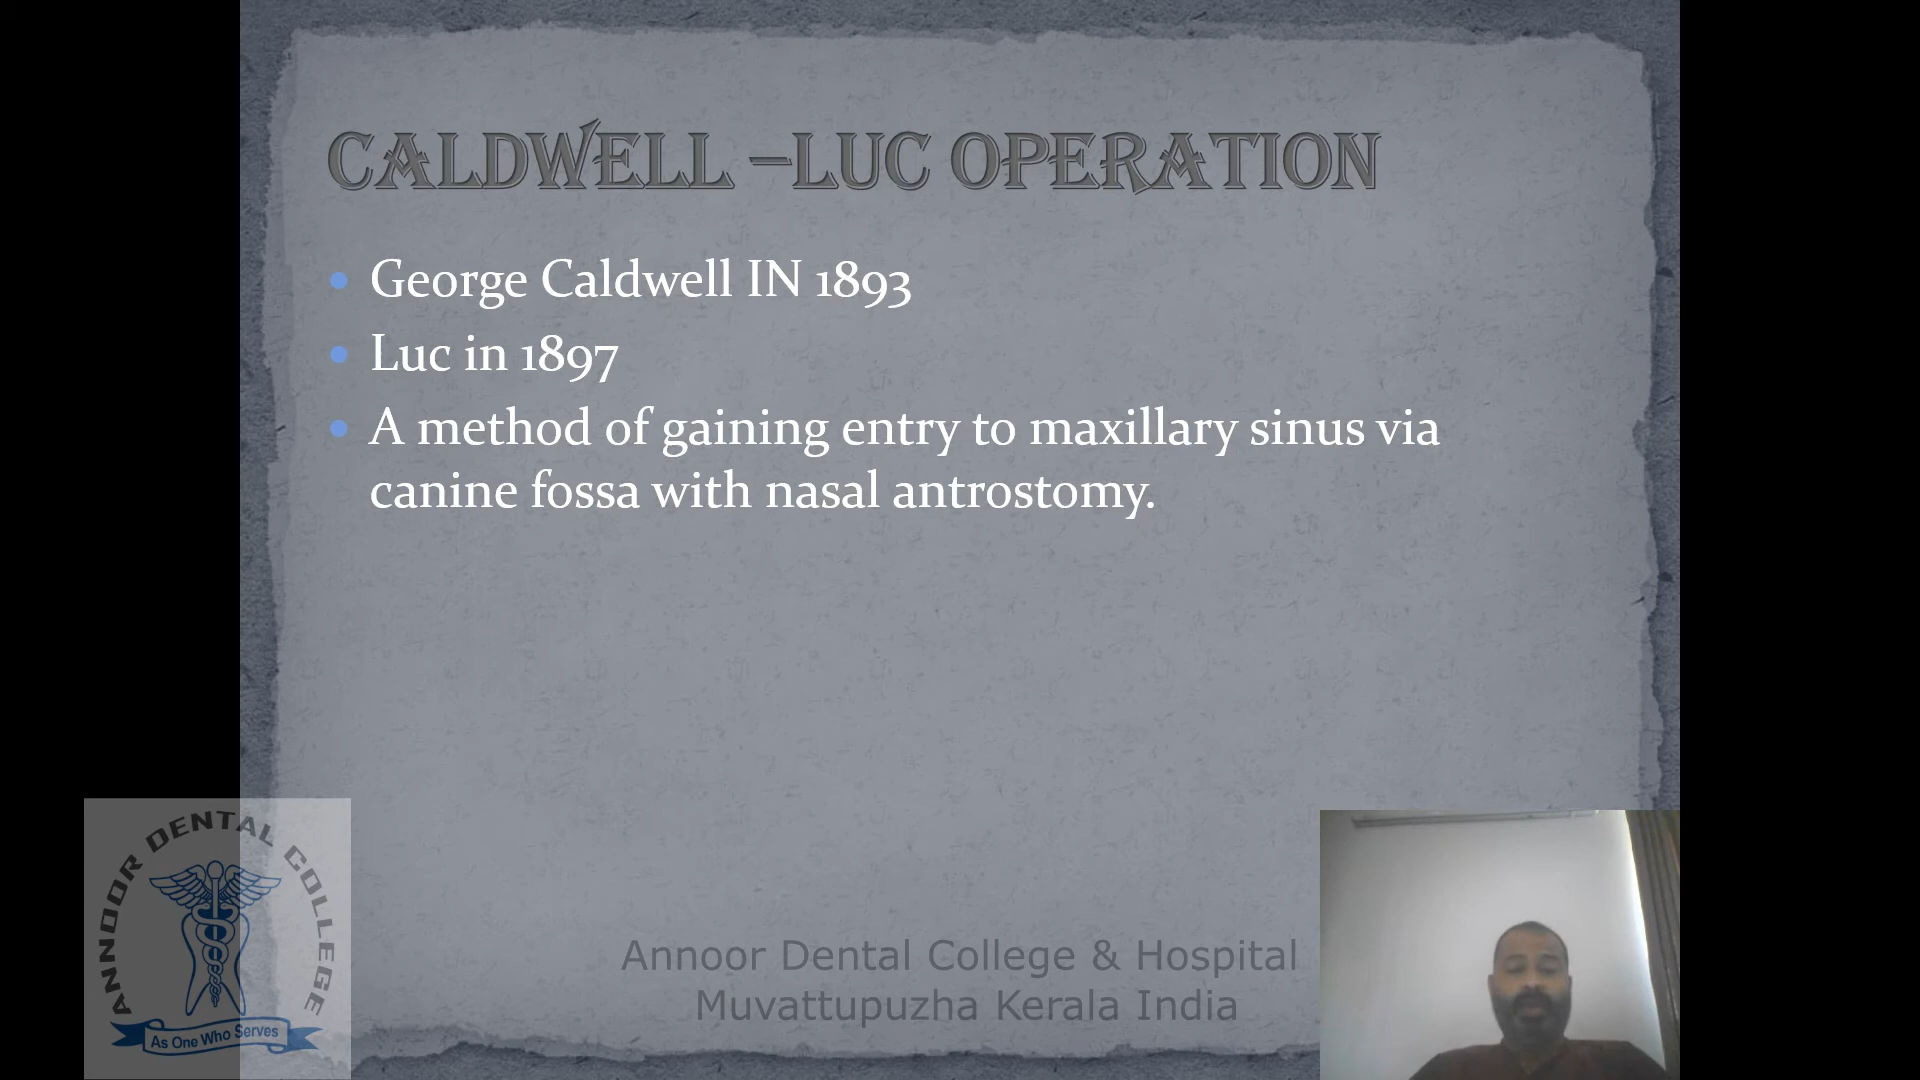 CALDWELL –LUC OPERATION
George Caldwell IN 1893
Luc in 1897
A method of gaining entry to maxillary sinus via
canine fossa with nasal antrostomy.
ANNOOR DENTAL COLLEGE
As One Who Serves
Annoor Dental College & Hospital
Muvattupuzha Kerala India